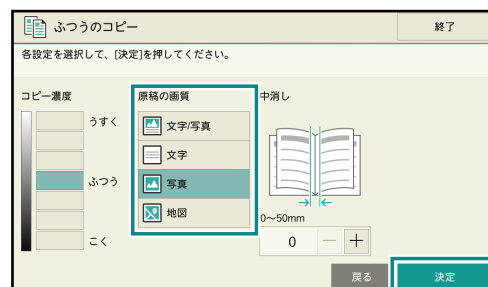 ふつうのコピー
終了
各設定を選択して、[決定]を押してください。
コピー濃度
うすく
ふつう
こく
原稿の画質
文字/写真
文字
写真
地図
中消し
0～50mm
0
戻る
決定